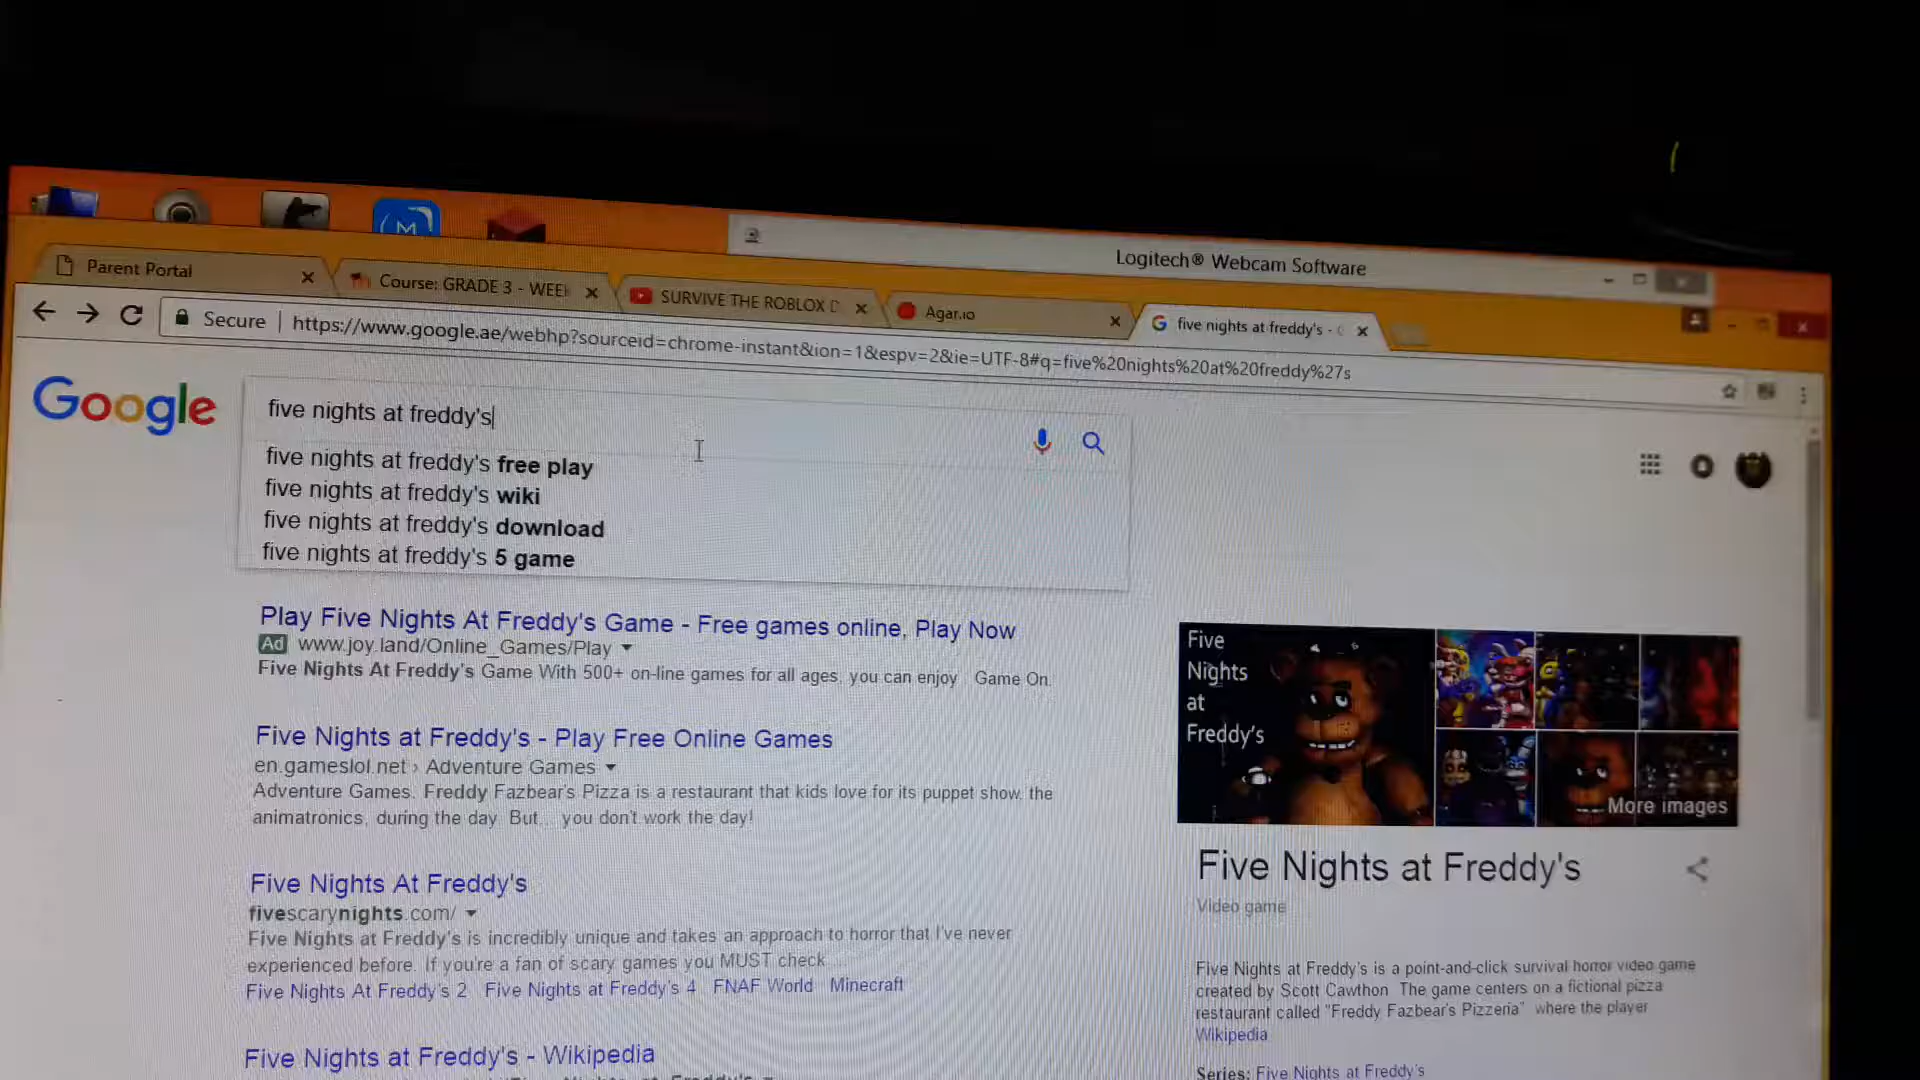 Logitech® Webcam Software
Parent Portal
Course: GRADE 3 - WEEK
SURVIVE THE ROBLOX D
Agar.io
five nights at freddy's -
Secure
https://www.google.ae/webhp?sourceid=chrome-instant&ion=1&espv=2&ie=UTF-8#q=five%20nights%20at%20freddy%27s
Google
five nights at freddy's
five nights at freddy's free play
five nights at freddy's wiki
five nights at freddy's download
five nights at freddy's 5 game
Play Five Nights At Freddy's Game - Free games online, Play Now
Ad www.joy.land/Online_Games/Play
Five Nights At Freddy's Game With 500+ on-line games for all ages, you can enjoy. Game On.
Five Nights at Freddy's - Play Free Online Games
en.gameslol.net › Adventure Games
Adventure Games. Freddy Fazbear's Pizza is a restaurant that kids love for its puppet show, the
animatronics, during the day. But... you don't work the day!
Five Nights At Freddy's
fivescarynights.com/
Five Nights at Freddy's is incredibly unique and takes an approach to horror that I've never
experienced before. If you're a fan of scary games you MUST check ...
Five Nights At Freddy's 2 Five Nights at Freddy's 4 FNAF World Minecraft
Five Nights at Freddy's - Wikipedia
Five
Nights
at
Freddy's
More images
Five Nights at Freddy's
Video game
Five Nights at Freddy's is a point-and-click survival horror video game
created by Scott Cawthon. The game centers on a fictional pizza
restaurant called "Freddy Fazbear's Pizzeria" where the player
Wikipedia
Series: Five Nights at Freddy's